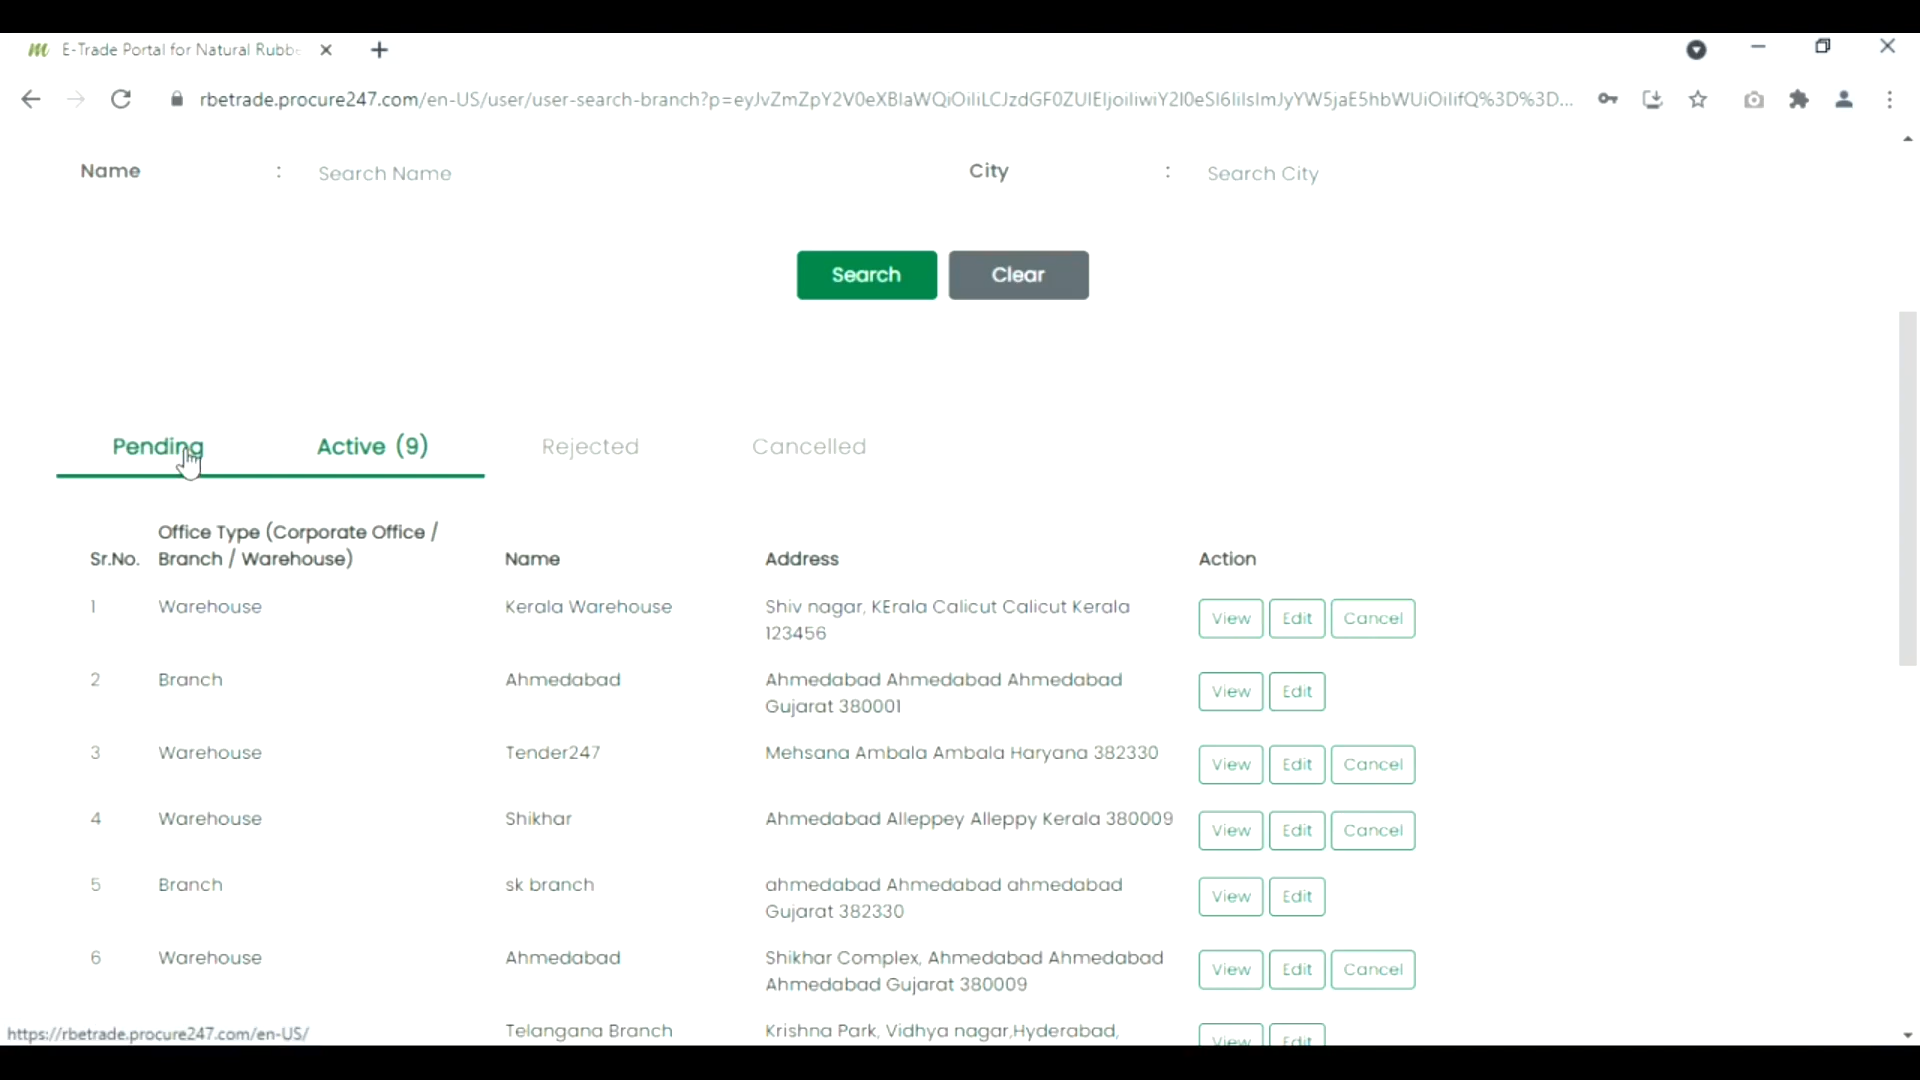 E-Trade Portal for Natural Rubb
rbetrade.procure247.com/en-US/user/user-search-branch?p=
Name : Search Name City : Search City
Search Clear
Pending Active (9) Rejected Cancelled
Office Type (Corporate Office /
Sr.No. Branch / Warehouse) Name Address Action
1 Warehouse Kerala Warehouse Shiv nagar, KErala Calicut Calicut Kerala
123456
View Edit Cancel
2 Branch Ahmedabad Ahmedabad Ahmedabad Ahmedabad
Gujarat 380001
View Edit
3 Warehouse Tender247 Mehsana Ambala Ambala Haryana 382330
View Edit Cancel
4 Warehouse Shikhar Ahmedabad Alleppey Alleppy Kerala 380009
View Edit Cancel
5 Branch sk branch ahmedabad Ahmedabad ahmedabad
Gujarat 382330
View Edit
6 Warehouse Ahmedabad Shikhar Complex, Ahmedabad Ahmedabad
Ahmedabad Gujarat 380009
View Edit Cancel
Telangana Branch Krishna Park, Vidhya nagar,Hyderabad,
View Edit
https://rbetrade.procure247.com/en-US/